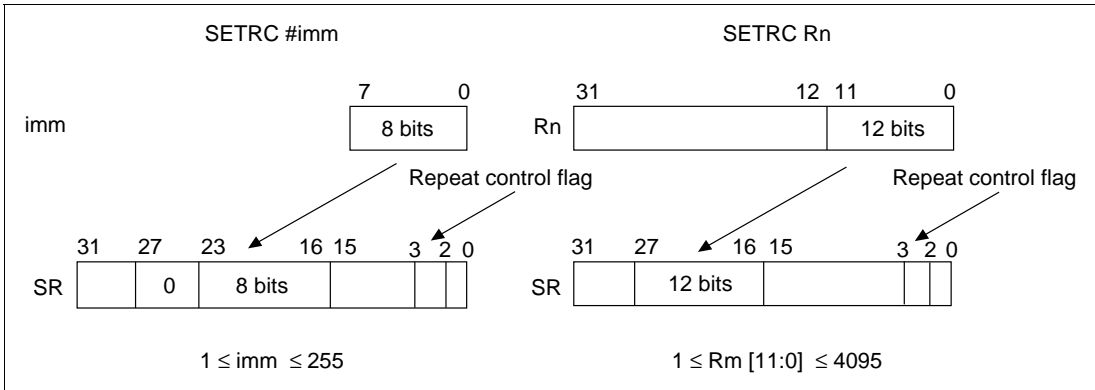 SETRC #imm SETRC Rn
7 0 31 12 11 0
imm 8 bits Rn 12 bits
Repeat control flag Repeat control flag
31 27 23 16 15 3 2 0 31 27 16 15 3 2 0
SR 0 8 bits SR 12 bits
1 ≤ imm ≤ 255 1 ≤ Rm [11:0] ≤ 4095